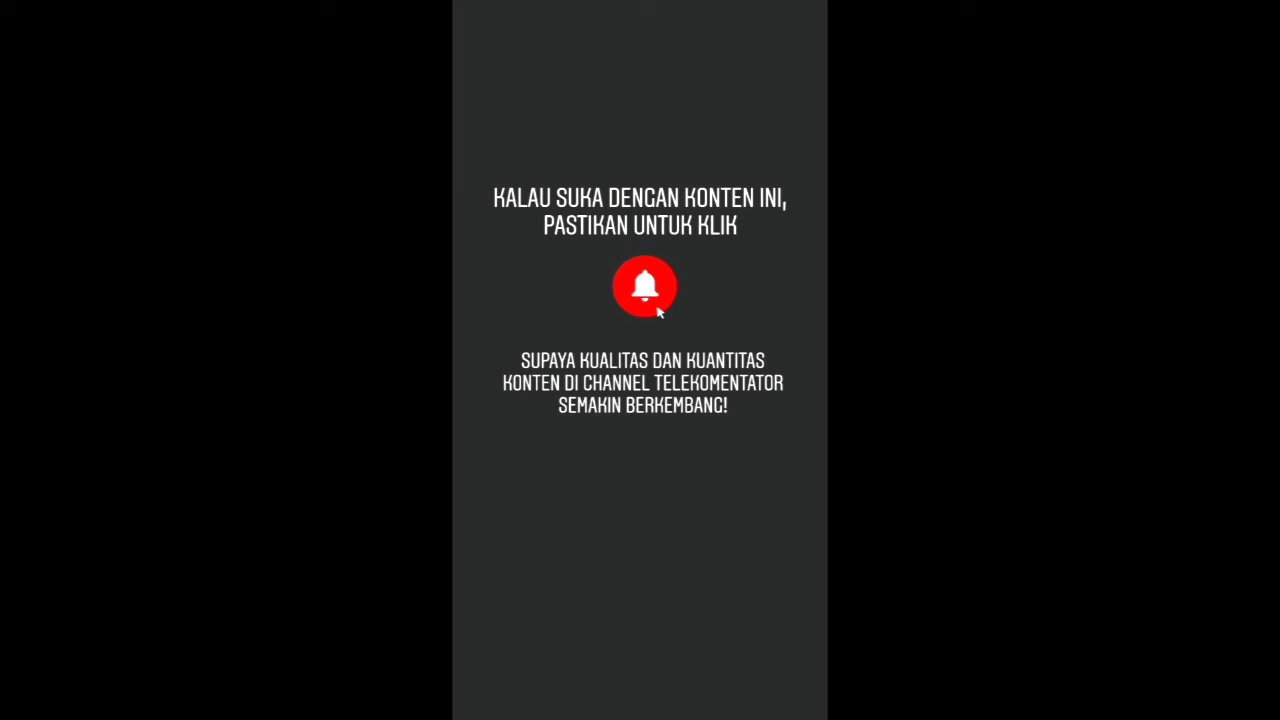 KALAU SUKA DENGAN KONTEN INI,
PASTIKAN UNTUK KLIK
SUPAYA KUALITAS DAN KUANTITAS
KONTEN DI CHANNEL TELEKOMENTATOR
SEMAKIN BERKEMBANG!